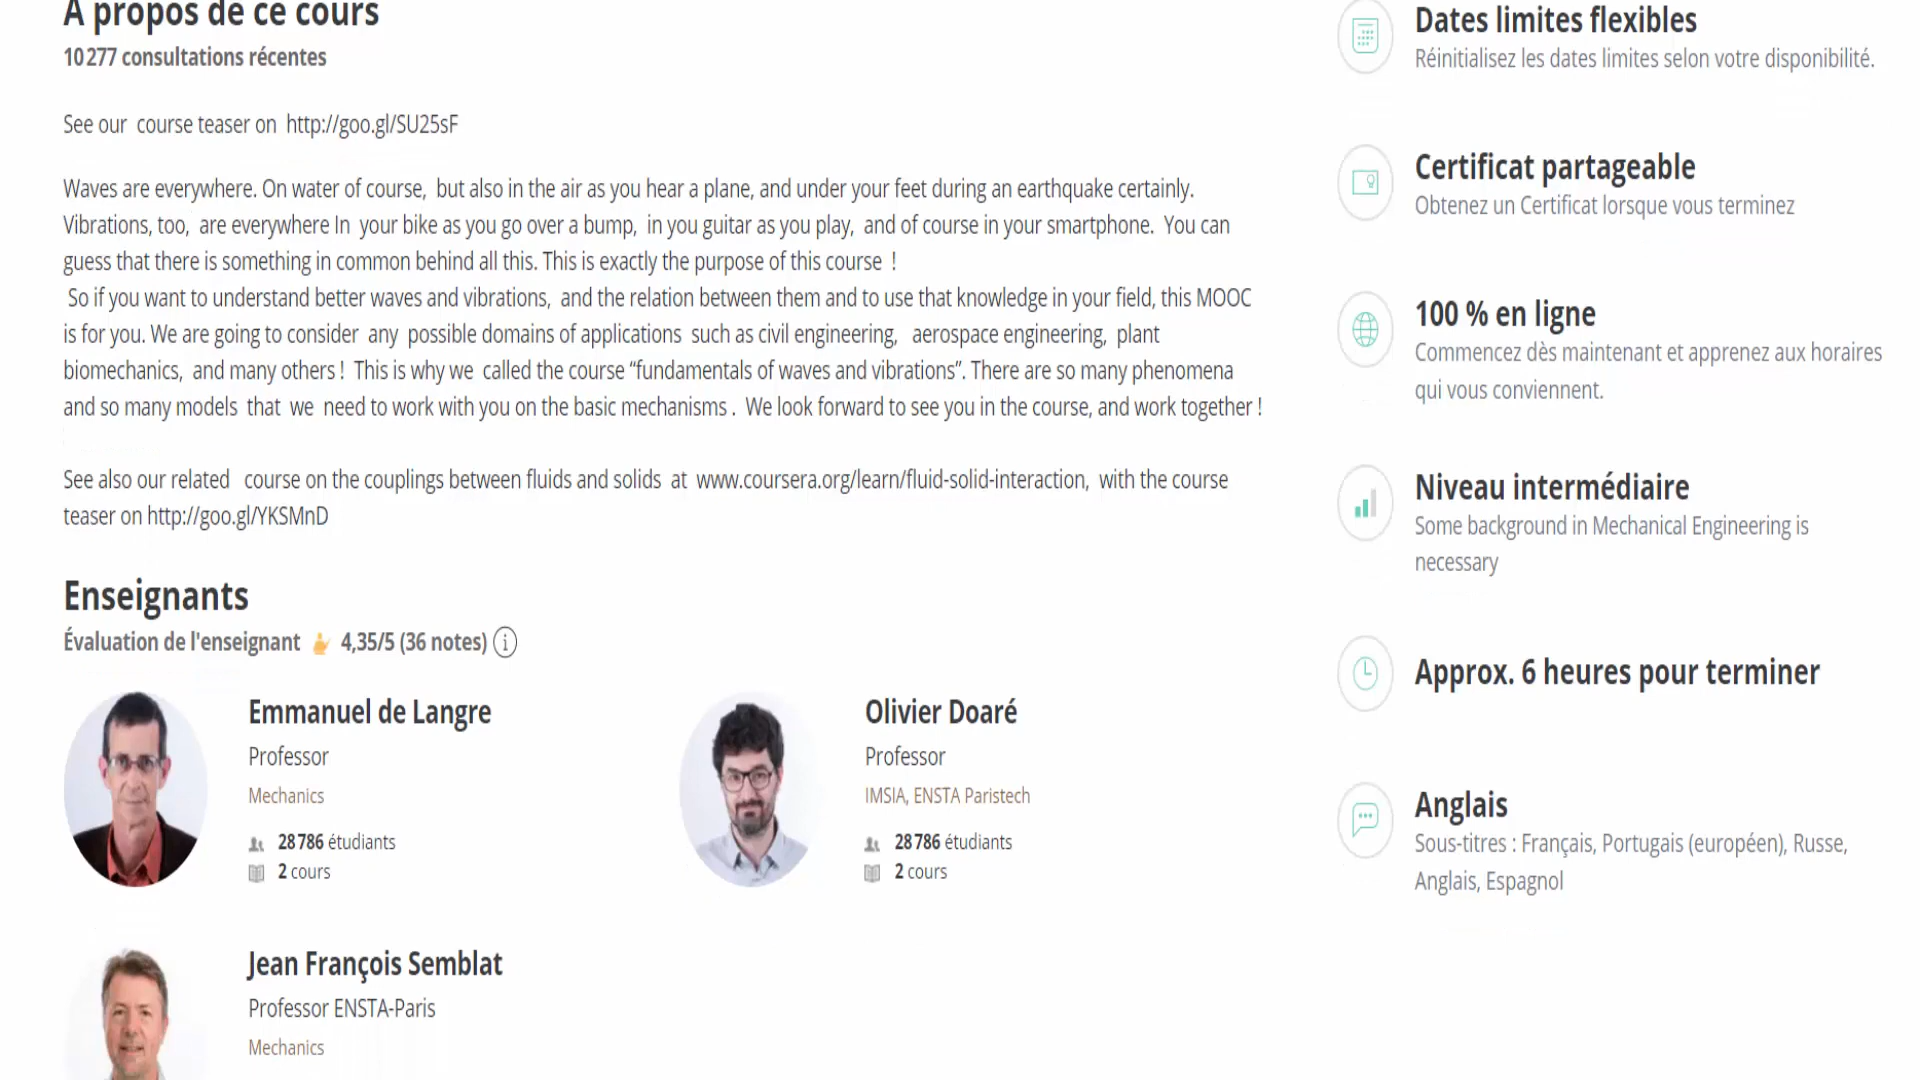 À propos de ce cours
10 277 consultations récentes
See our course teaser on http://goo.gl/SU25sF
Waves are everywhere. On water of course, but also in the air as you hear a plane, and under your feet during an earthquake certainly.
Vibrations, too, are everywhere In your bike as you go over a bump, in you guitar as you play, and of course in your smartphone. You can
guess that there is something in common behind all this. This is exactly the purpose of this course !
So if you want to understand better waves and vibrations, and the relation between them and to use that knowledge in your field, this MOOC
is for you. We are going to consider any possible domains of applications such as civil engineering, aerospace engineering, plant
biomechanics, and many others ! This is why we called the course “fundamentals of waves and vibrations”. There are so many phenomena
and so many models that we need to work with you on the basic mechanisms . We look forward to see you in the course, and work together !
See also our related course on the couplings between fluids and solids at www.coursera.org/learn/fluid-solid-interaction, with the course
teaser on http://goo.gl/YKSMnD
Enseignants
Évaluation de l'enseignant 4,35/5 (36 notes)
Emmanuel de Langre
Professor
Mechanics
28 786 étudiants
2 cours
Olivier Doaré
Professor
IMSIA, ENSTA Paristech
28 786 étudiants
2 cours
Jean François Semblat
Professor ENSTA-Paris
Mechanics
Dates limites flexibles
Réinitialisez les dates limites selon votre disponibilité.
Certificat partageable
Obtenez un Certificat lorsque vous terminez
100 % en ligne
Commencez dès maintenant et apprenez aux horaires
qui vous conviennent.
Niveau intermédiaire
Some background in Mechanical Engineering is
necessary
Approx. 6 heures pour terminer
Anglais
Sous-titres : Français, Portugais (européen), Russe,
Anglais, Espagnol